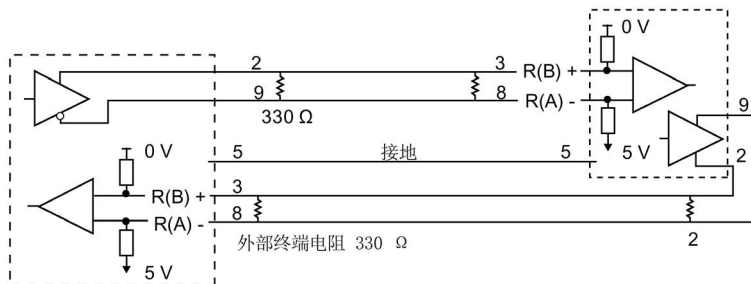 0 V
2 3 R(B) +
9 8 R(A) -
330 Ω
9
0 V 5 接地 5 5 V 2
R(B) + 3
R(A) - 8
外部终端电阻 330 Ω 2
5 V